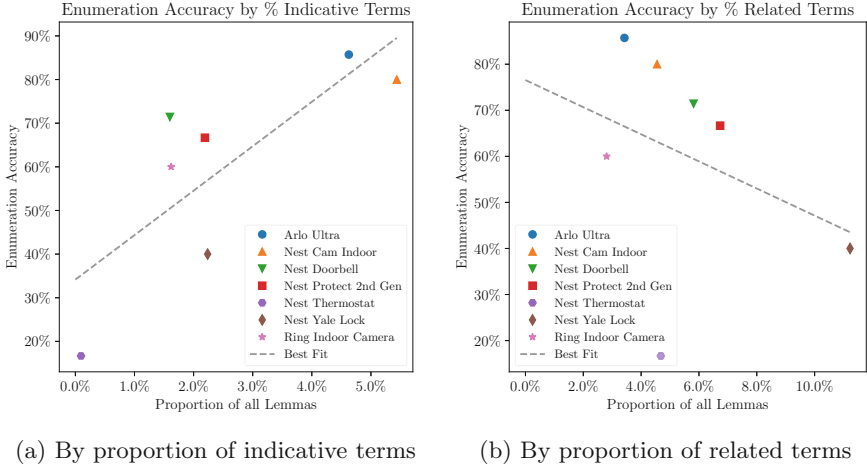 Enumeration Accuracy by % Indicative Terms
90%
80%
70%
60%
50%
40%
30%
20%
Enumeration Accuracy
0.0% 1.0% 2.0% 3.0% 4.0% 5.0%
Proportion of all Lemmas
Arlo Ultra
Nest Cam Indoor
Nest Doorbell
Nest Protect 2nd Gen
Nest Thermostat
Nest Yale Lock
Ring Indoor Camera
Best Fit
(a) By proportion of indicative terms
Enumeration Accuracy by % Related Terms
80%
70%
60%
50%
40%
30%
20%
Enumeration Accuracy
0.0% 2.0% 4.0% 6.0% 8.0% 10.0%
Proportion of all Lemmas
Arlo Ultra
Nest Cam Indoor
Nest Doorbell
Nest Protect 2nd Gen
Nest Thermostat
Nest Yale Lock
Ring Indoor Camera
Best Fit
(b) By proportion of related terms